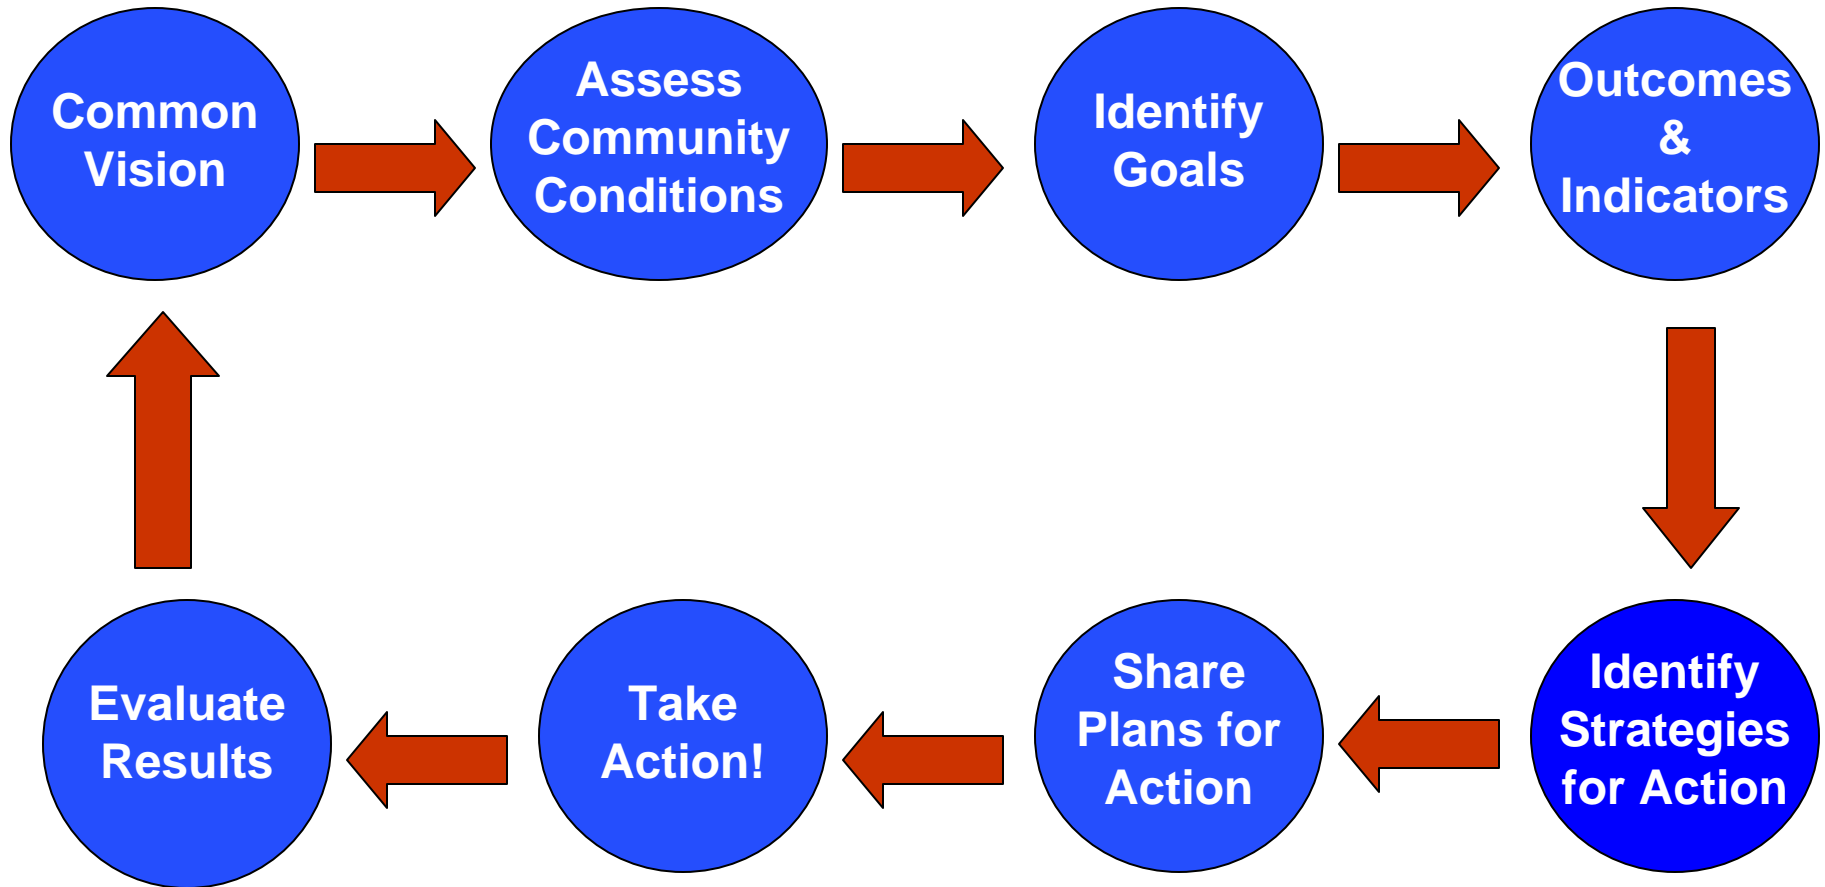 Common
Vision
Assess
Community
Conditions
Identify
Goals
Outcomes
&
Indicators
Identify
Strategies
for Action
Share
Plans for
Action
Take
Action!
Evaluate
Results